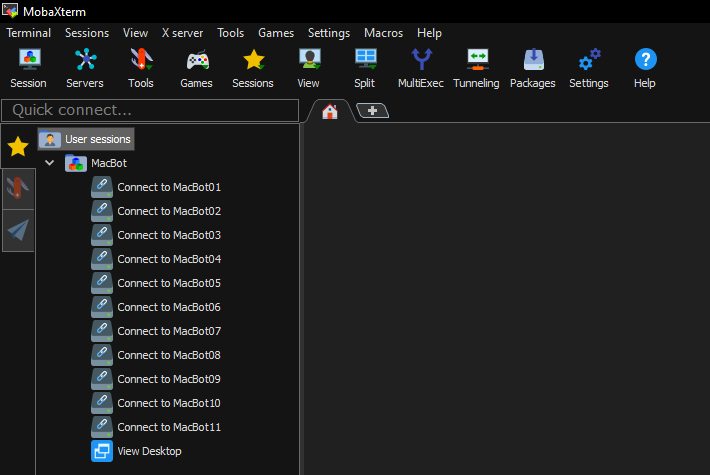 MobaXterm
Terminal Sessions View X server Tools Games Settings Macros Help
Session Servers Tools Games Sessions View Split MultiExec Tunneling Packages Settings Help
Quick connect...
User sessions
MacBot
Connect to MacBot01
Connect to MacBot02
Connect to MacBot03
Connect to MacBot04
Connect to MacBot05
Connect to MacBot06
Connect to MacBot07
Connect to MacBot08
Connect to MacBot09
Connect to MacBot10
Connect to MacBot11
View Desktop